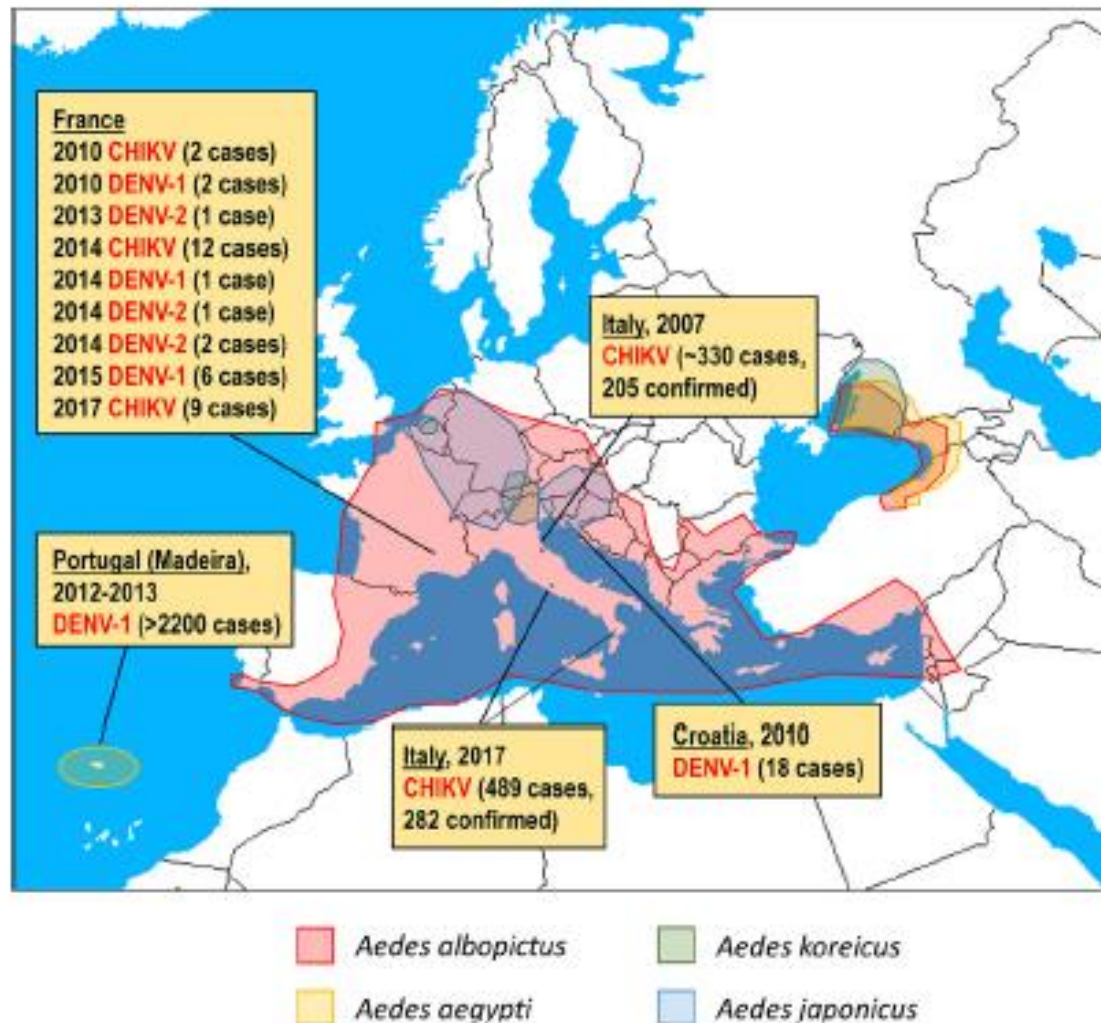 France
2010 CHIKV (2 cases)
2010 DENV-1 (2 cases)
2013 DENV-2 (1 case)
2014 CHIKV (12 cases)
2014 DENV-1 (1 case)
2014 DENV-2 (1 case)
2014 DENV-2 (2 cases)
2015 DENV-1 (6 cases)
2017 CHIKV (9 cases)
Italy, 2007
CHIKV (~330 cases,
205 confirmed)
Portugal (Madeira),
2012-2013
DENV-1 (>2200 cases)
Italy, 2017
CHIKV (489 cases,
282 confirmed)
Croatia, 2010
DENV-1 (18 cases)
Aedes albopictus
Aedes koreicus
Aedes aegypti
Aedes japonicus